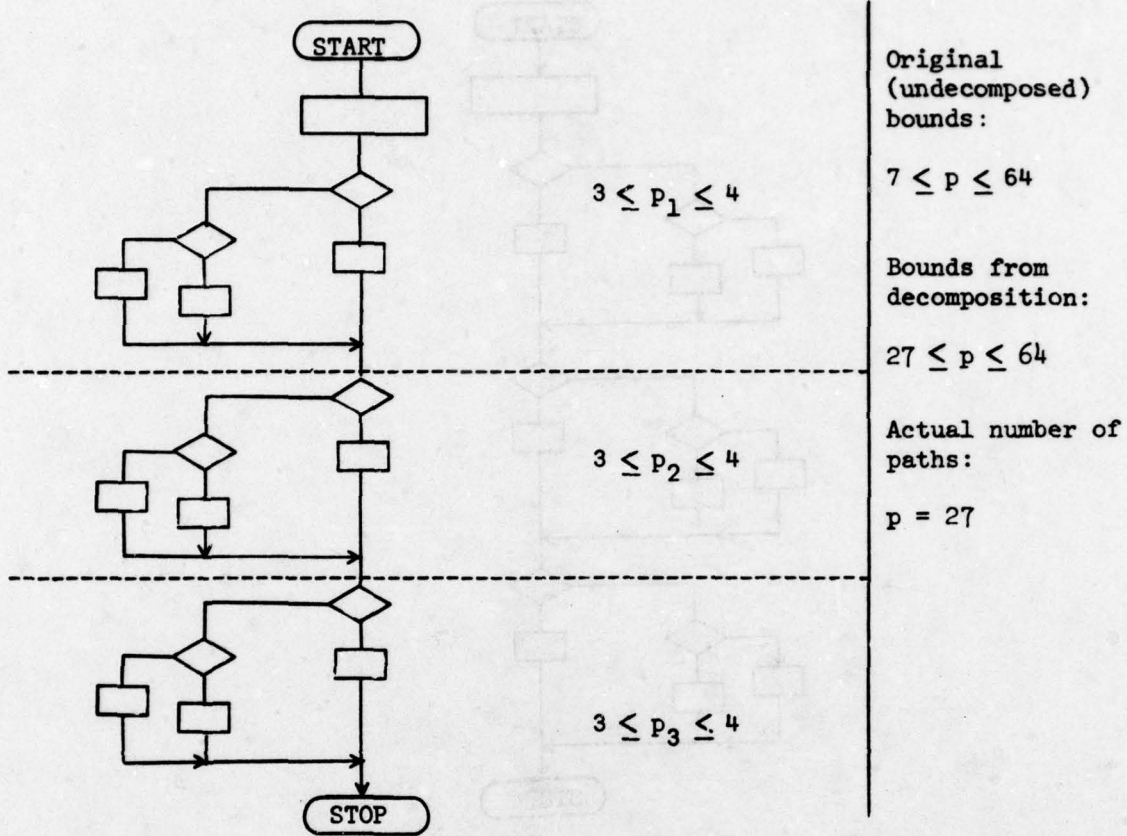 START
3 ≤ p₁ ≤ 4
3 ≤ p₂ ≤ 4
3 ≤ p₃ ≤ 4
STOP
Original
(undecomposed)
bounds:
7 ≤ p ≤ 64
Bounds from
decomposition:
27 ≤ p ≤ 64
Actual number of
paths:
p = 27